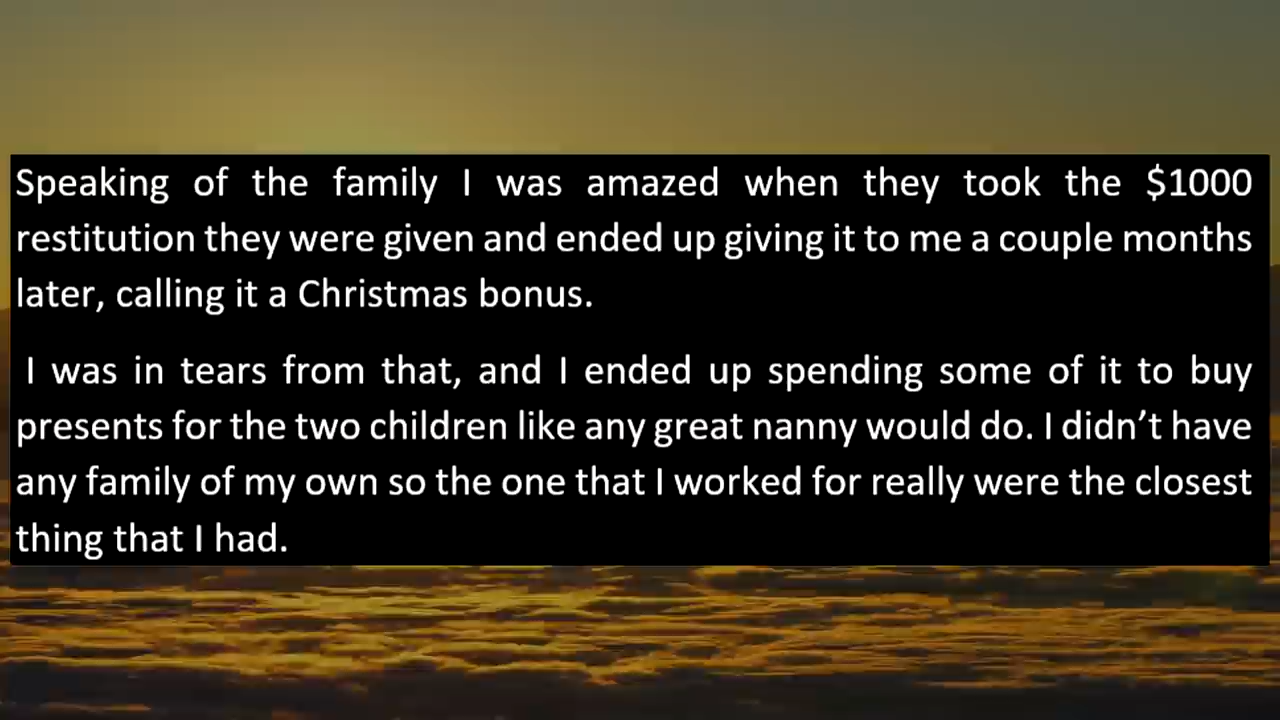 Speaking of the family I was amazed when they took the $1000
restitution they were given and ended up giving it to me a couple months
later, calling it a Christmas bonus.
I was in tears from that, and I ended up spending some of it to buy
presents for the two children like any great nanny would do. I didn’t have
any family of my own so the one that I worked for really were the closest
thing that I had.